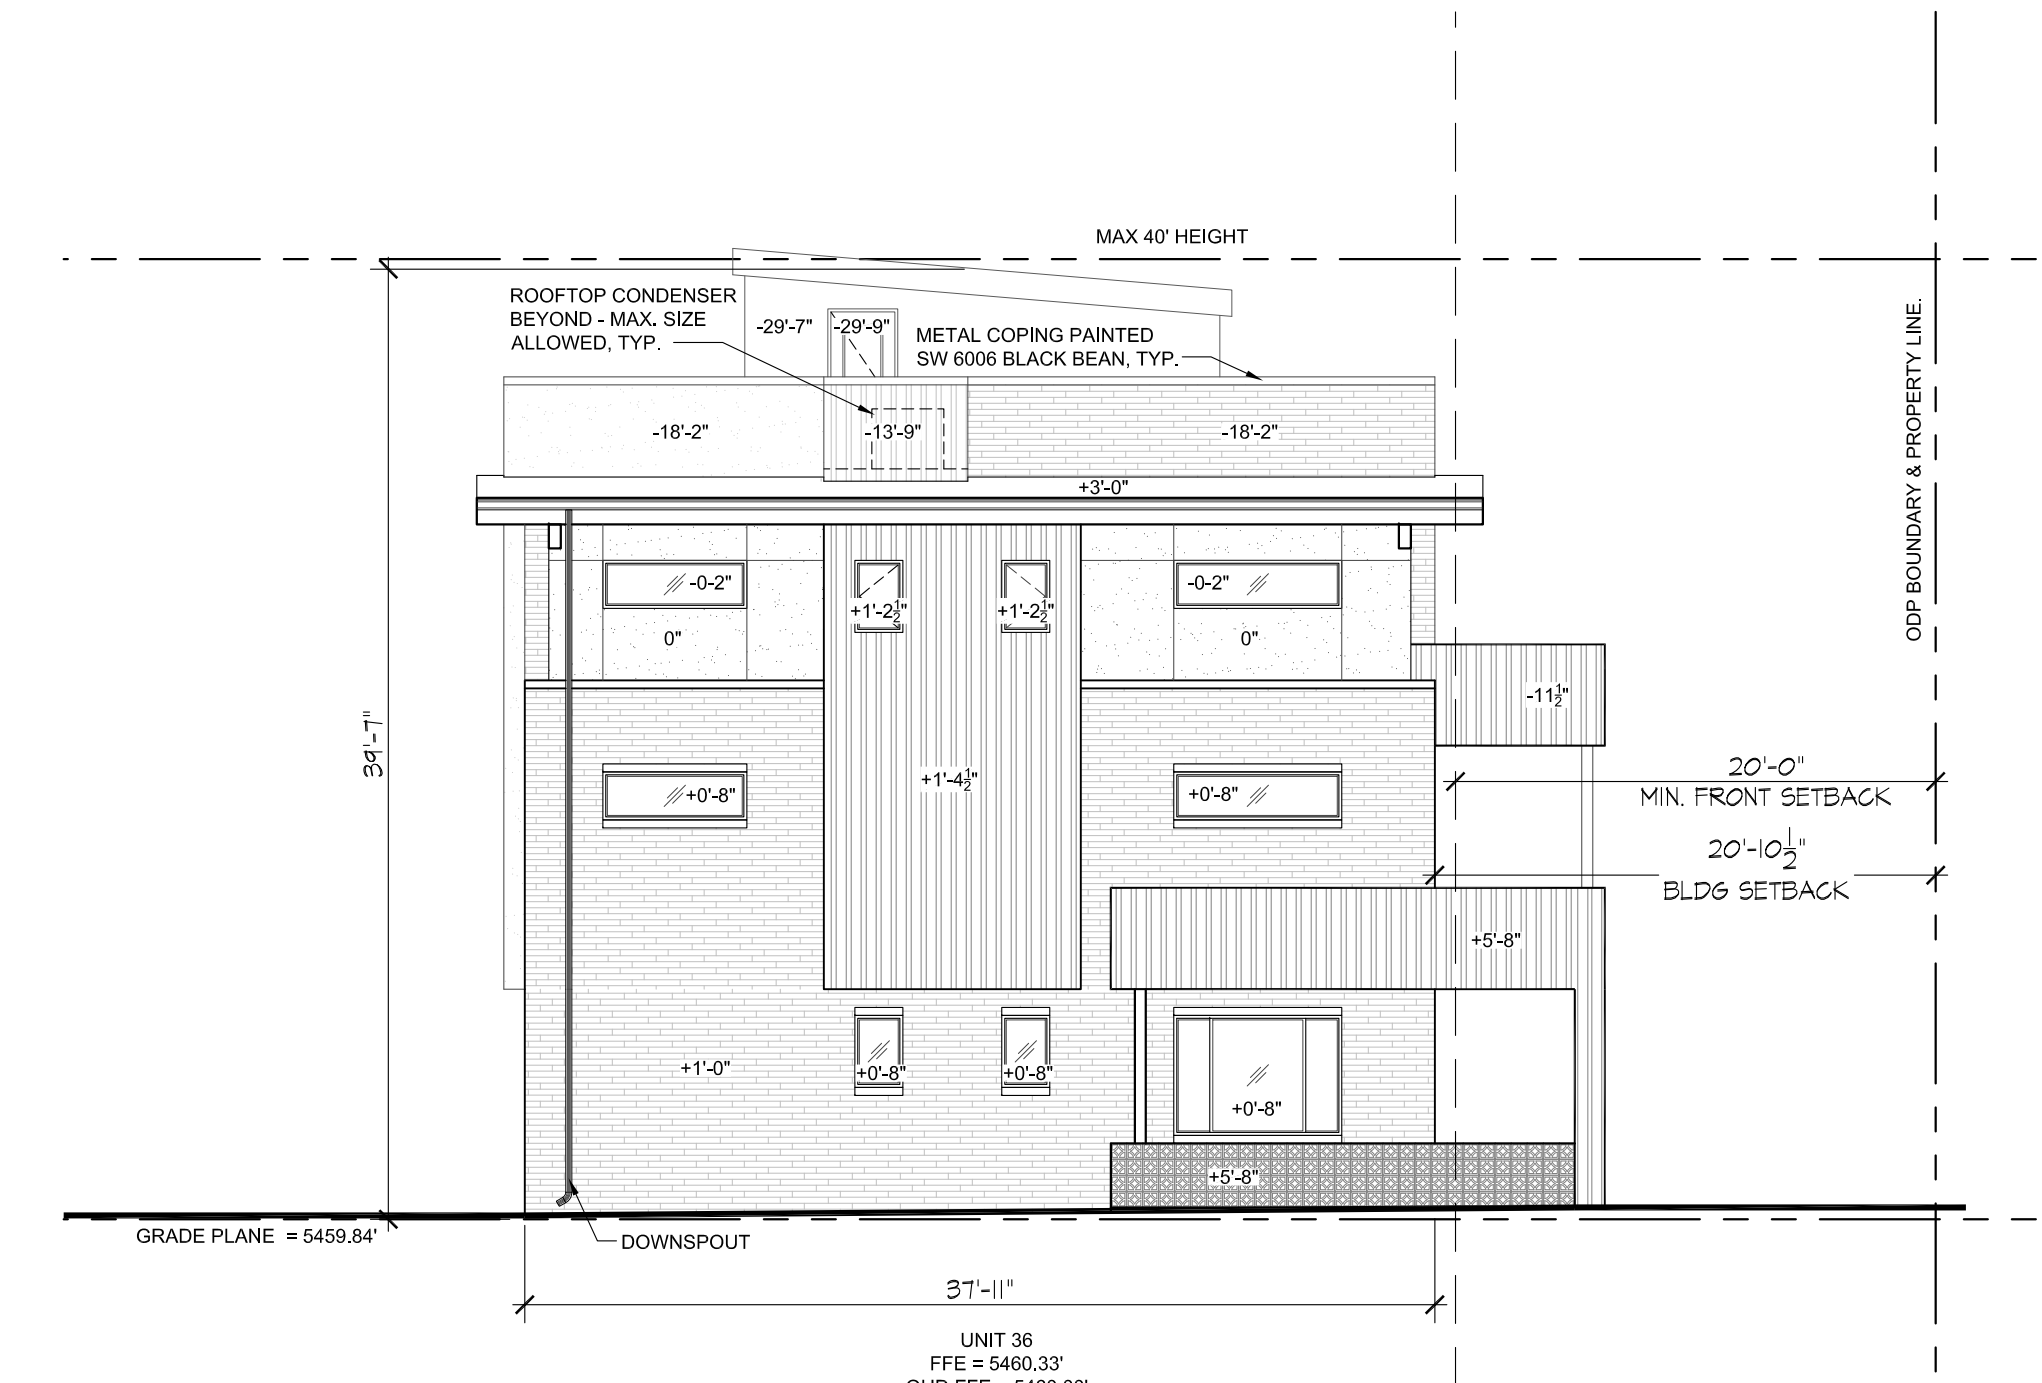 MAX 40' HEIGHT
ROOFTOP CONDENSER
BEYOND - MAX. SIZE
ALLOWED, TYP.
-29'-7"
-29'-9"
METAL COPING PAINTED
SW 6006 BLACK BEAN, TYP.
ODP BOUNDARY & PROPERTY LINE.
-18'-2"
-13'-9"
-18'-2"
+3'-0"
-0-2"
-0-2"
+1'-2½"
+1'-2½"
0"
0"
-11½"
39'-7"
20'-0"
MIN. FRONT SETBACK
+1'-4½"
+0'-8"
+0'-8"
20'-10½"
BLDG SETBACK
+5'-8"
+1'-0"
+0'-8"
+0'-8"
+0'-8"
+5'-8"
GRADE PLANE = 5459.84'
DOWNSPOUT
37'-11"
UNIT 36
FFE = 5460.33'